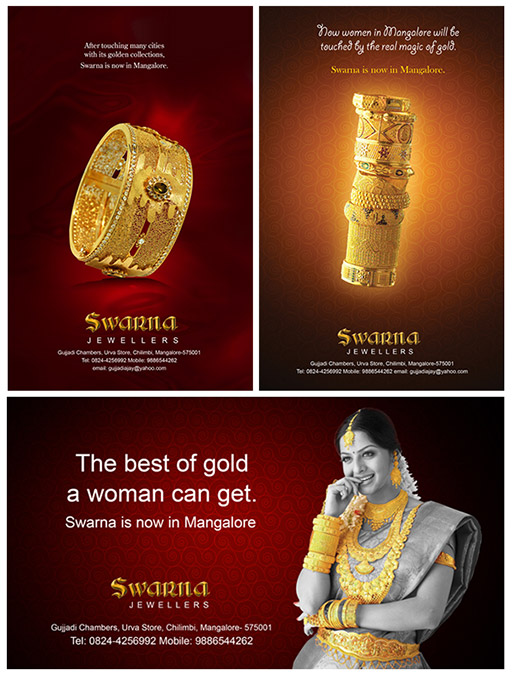 After touching many cities
with its golden collections,
Swarna is now in Mangalore.
Swarna
JEWELLERS
Gujjadi Chambers, Urva Store, Chilimbi, Mangalore-575001
Tel: 0824-4256992 Mobile: 9886544262
email: gujjadiajay@yahoo.com
Now women in Mangalore will be
touched by the real magic of gold.
Swarna is now in Mangalore.
Swarna
JEWELLERS
Gujjadi Chambers, Urva Store, Chilimbi, Mangalore-575001
Tel: 0824-4256992 Mobile: 9886544262 email: gujjadiajay@yahoo.com
The best of gold
a woman can get.
Swarna is now in Mangalore
Swarna
JEWELLERS
Gujjadi Chambers, Urva Store, Chilimbi, Mangalore- 575001
Tel: 0824-4256992 Mobile: 9886544262